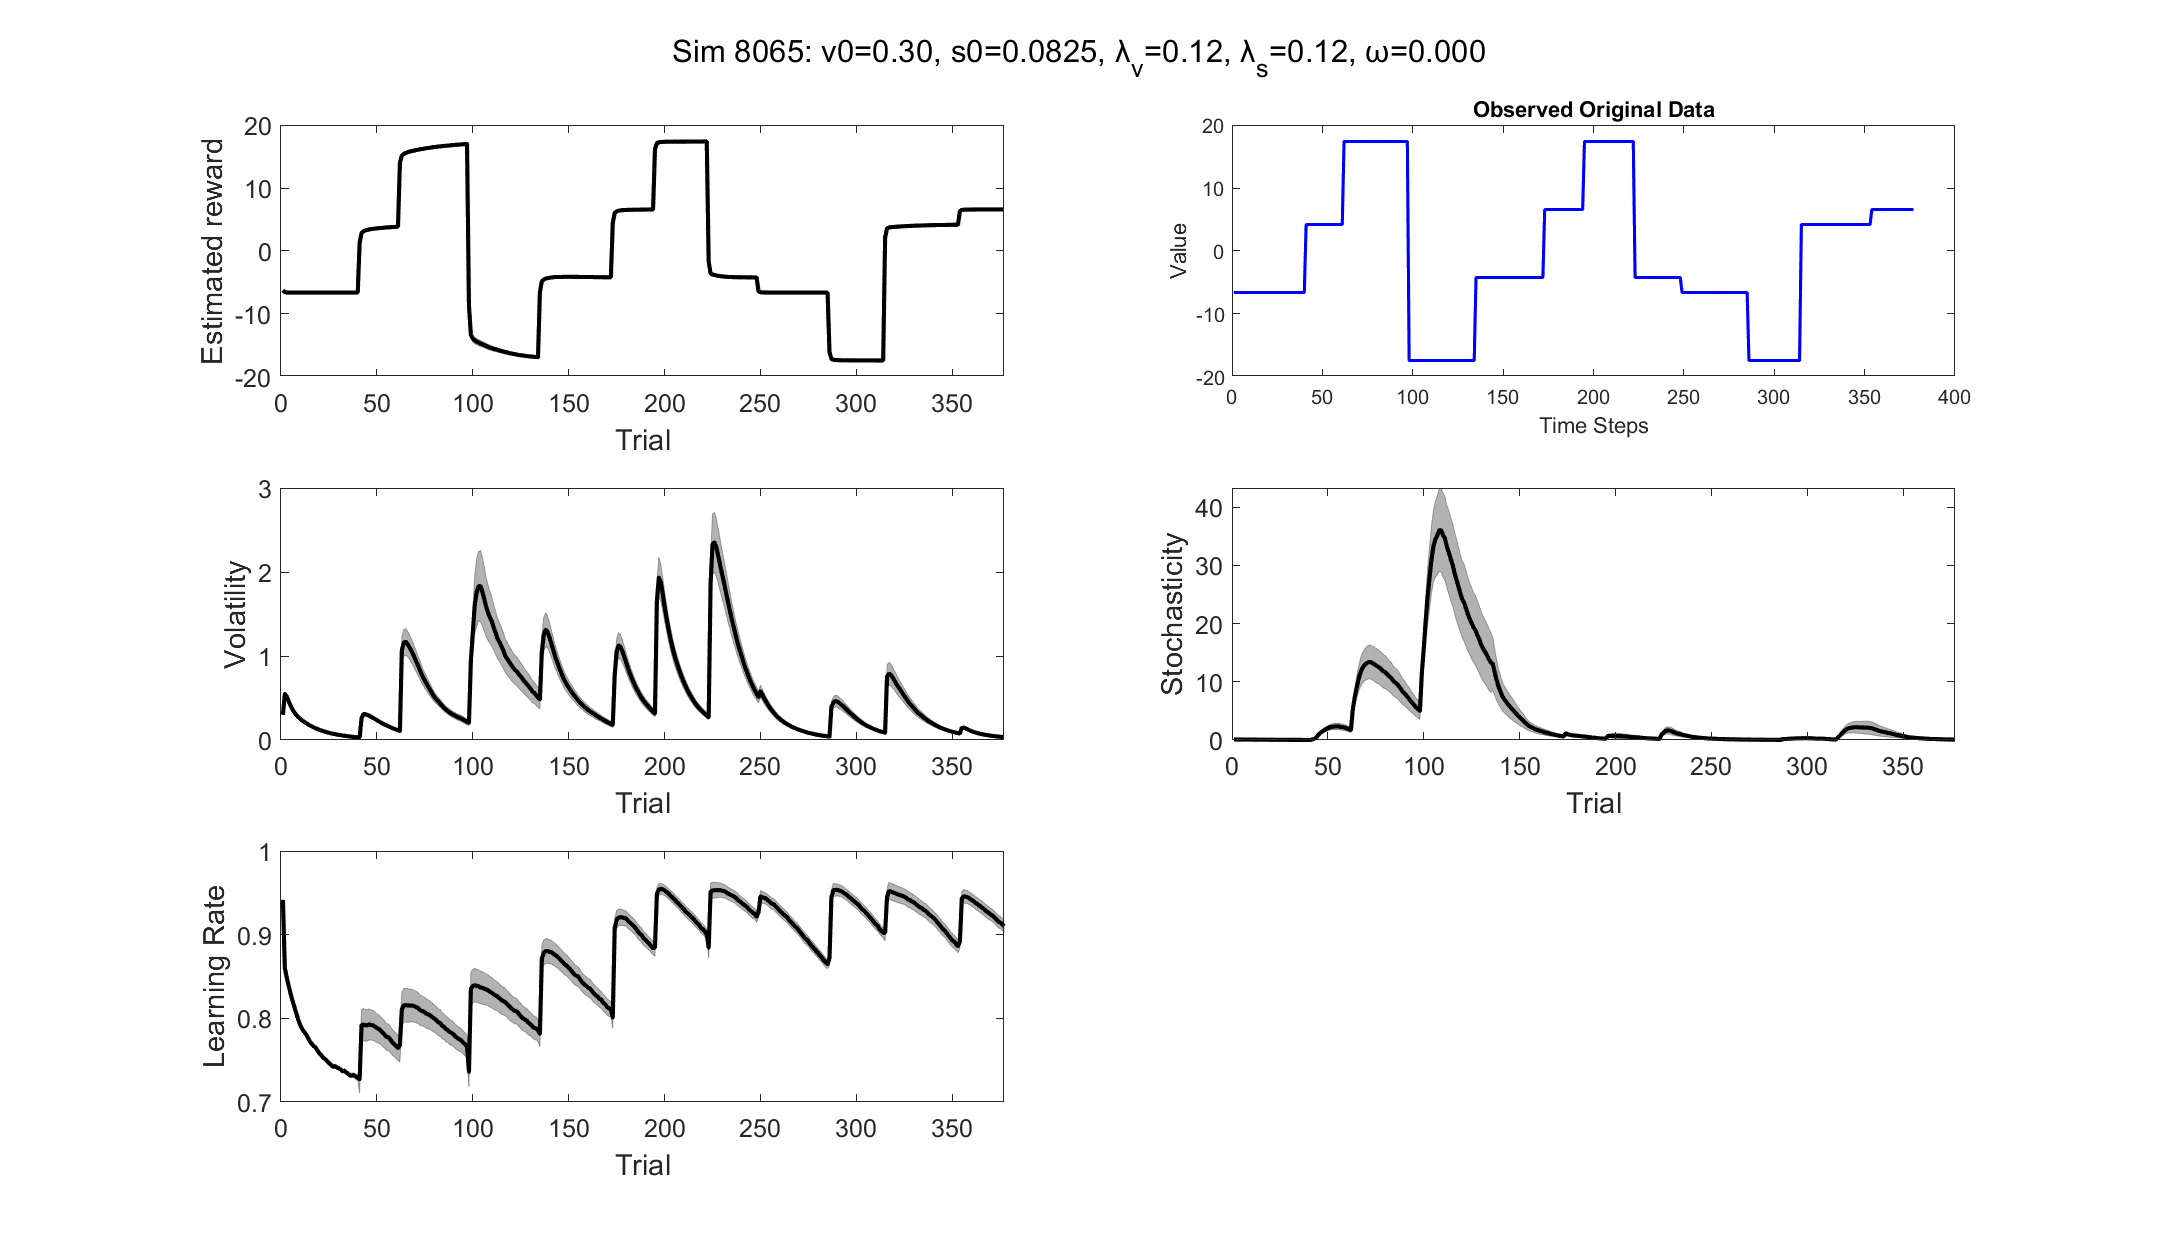 Sim 8065: v0=0.30, s0=0.0825, λ_v=0.12, λ_s=0.12, ω=0.000
Estimated reward
20
10
0
-10
-20
0 50 100 150 200 250 300 350
Trial
Observed Original Data
Value
20
10
0
-10
-20
0 50 100 150 200 250 300 350 400
Time Steps
Volatility
3
2
1
0
0 50 100 150 200 250 300 350
Trial
Stochasticity
40
30
20
10
0
0 50 100 150 200 250 300 350
Trial
Learning Rate
1
0.9
0.8
0.7
0 50 100 150 200 250 300 350
Trial